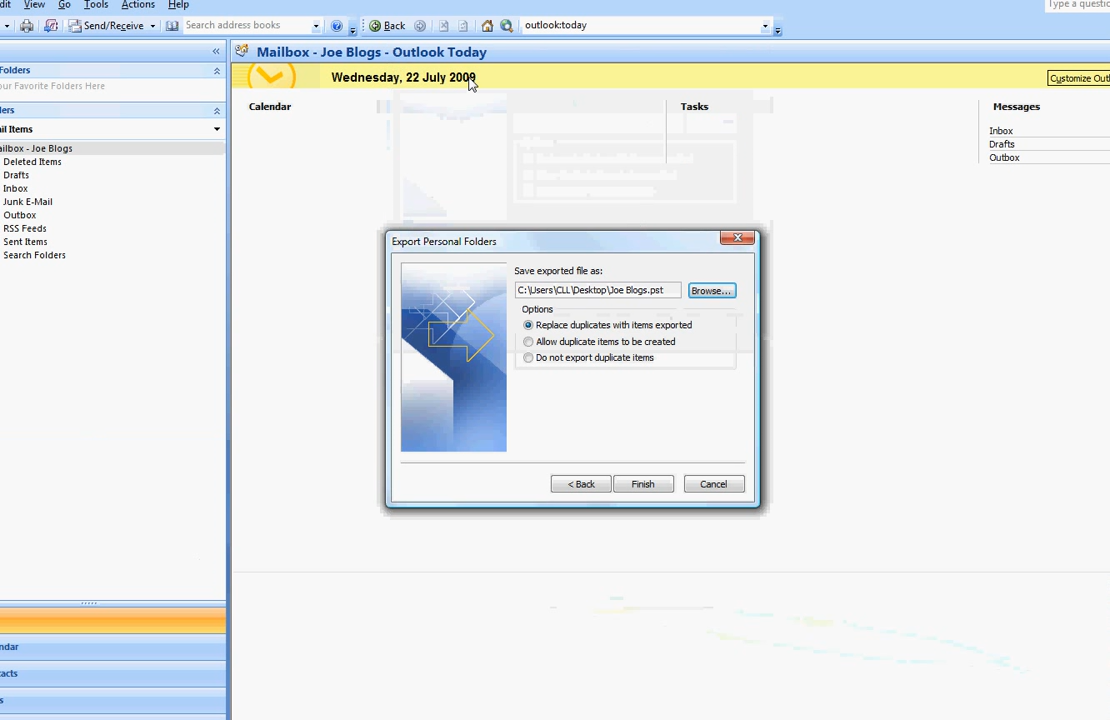 dit View Go Tools Actions Help
Type a questi
Send/Receive Search address books Back outlook:today
Folders
our Favorite Folders Here
ders
ail Items
ailbox - Joe Blogs
Deleted Items
Drafts
Inbox
Junk E-Mail
Outbox
RSS Feeds
Sent Items
Search Folders
ndar
tacts
s
Mailbox - Joe Blogs - Outlook Today
Wednesday, 22 July 2009
Customize Outl
Calendar
Tasks
Messages
Inbox
Drafts
Outbox
Export Personal Folders
Save exported file as:
C:\Users\CLL\Desktop\Joe Blogs.pst
Browse...
Options
Replace duplicates with items exported
Allow duplicate items to be created
Do not export duplicate items
< Back Finish Cancel